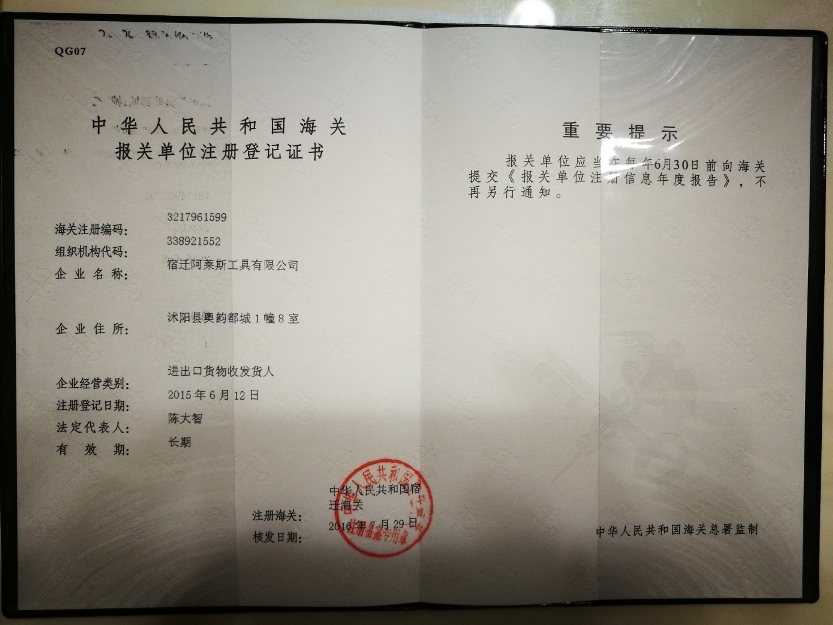 QG07
中华人民共和国海关
报关单位注册登记证书
海关注册编码： 3217961599
组织机构代码： 338921552
企业名称： 宿迁阿莱斯工具有限公司
企业住所： 沭阳县奥韵都城1幢8室
企业经营类别： 进出口货物收发货人
注册登记日期： 2015年6月12日
法定代表人： 陈大智
有效期： 长期
注册海关： 中华人民共和国宿
迁海关
核发日期： 月29日
重要提示
报关单位应当在每年6月30日前向海关
提交《报关单位注册信息年度报告》，不
再另行通知。
中华人民共和国海关总署监制